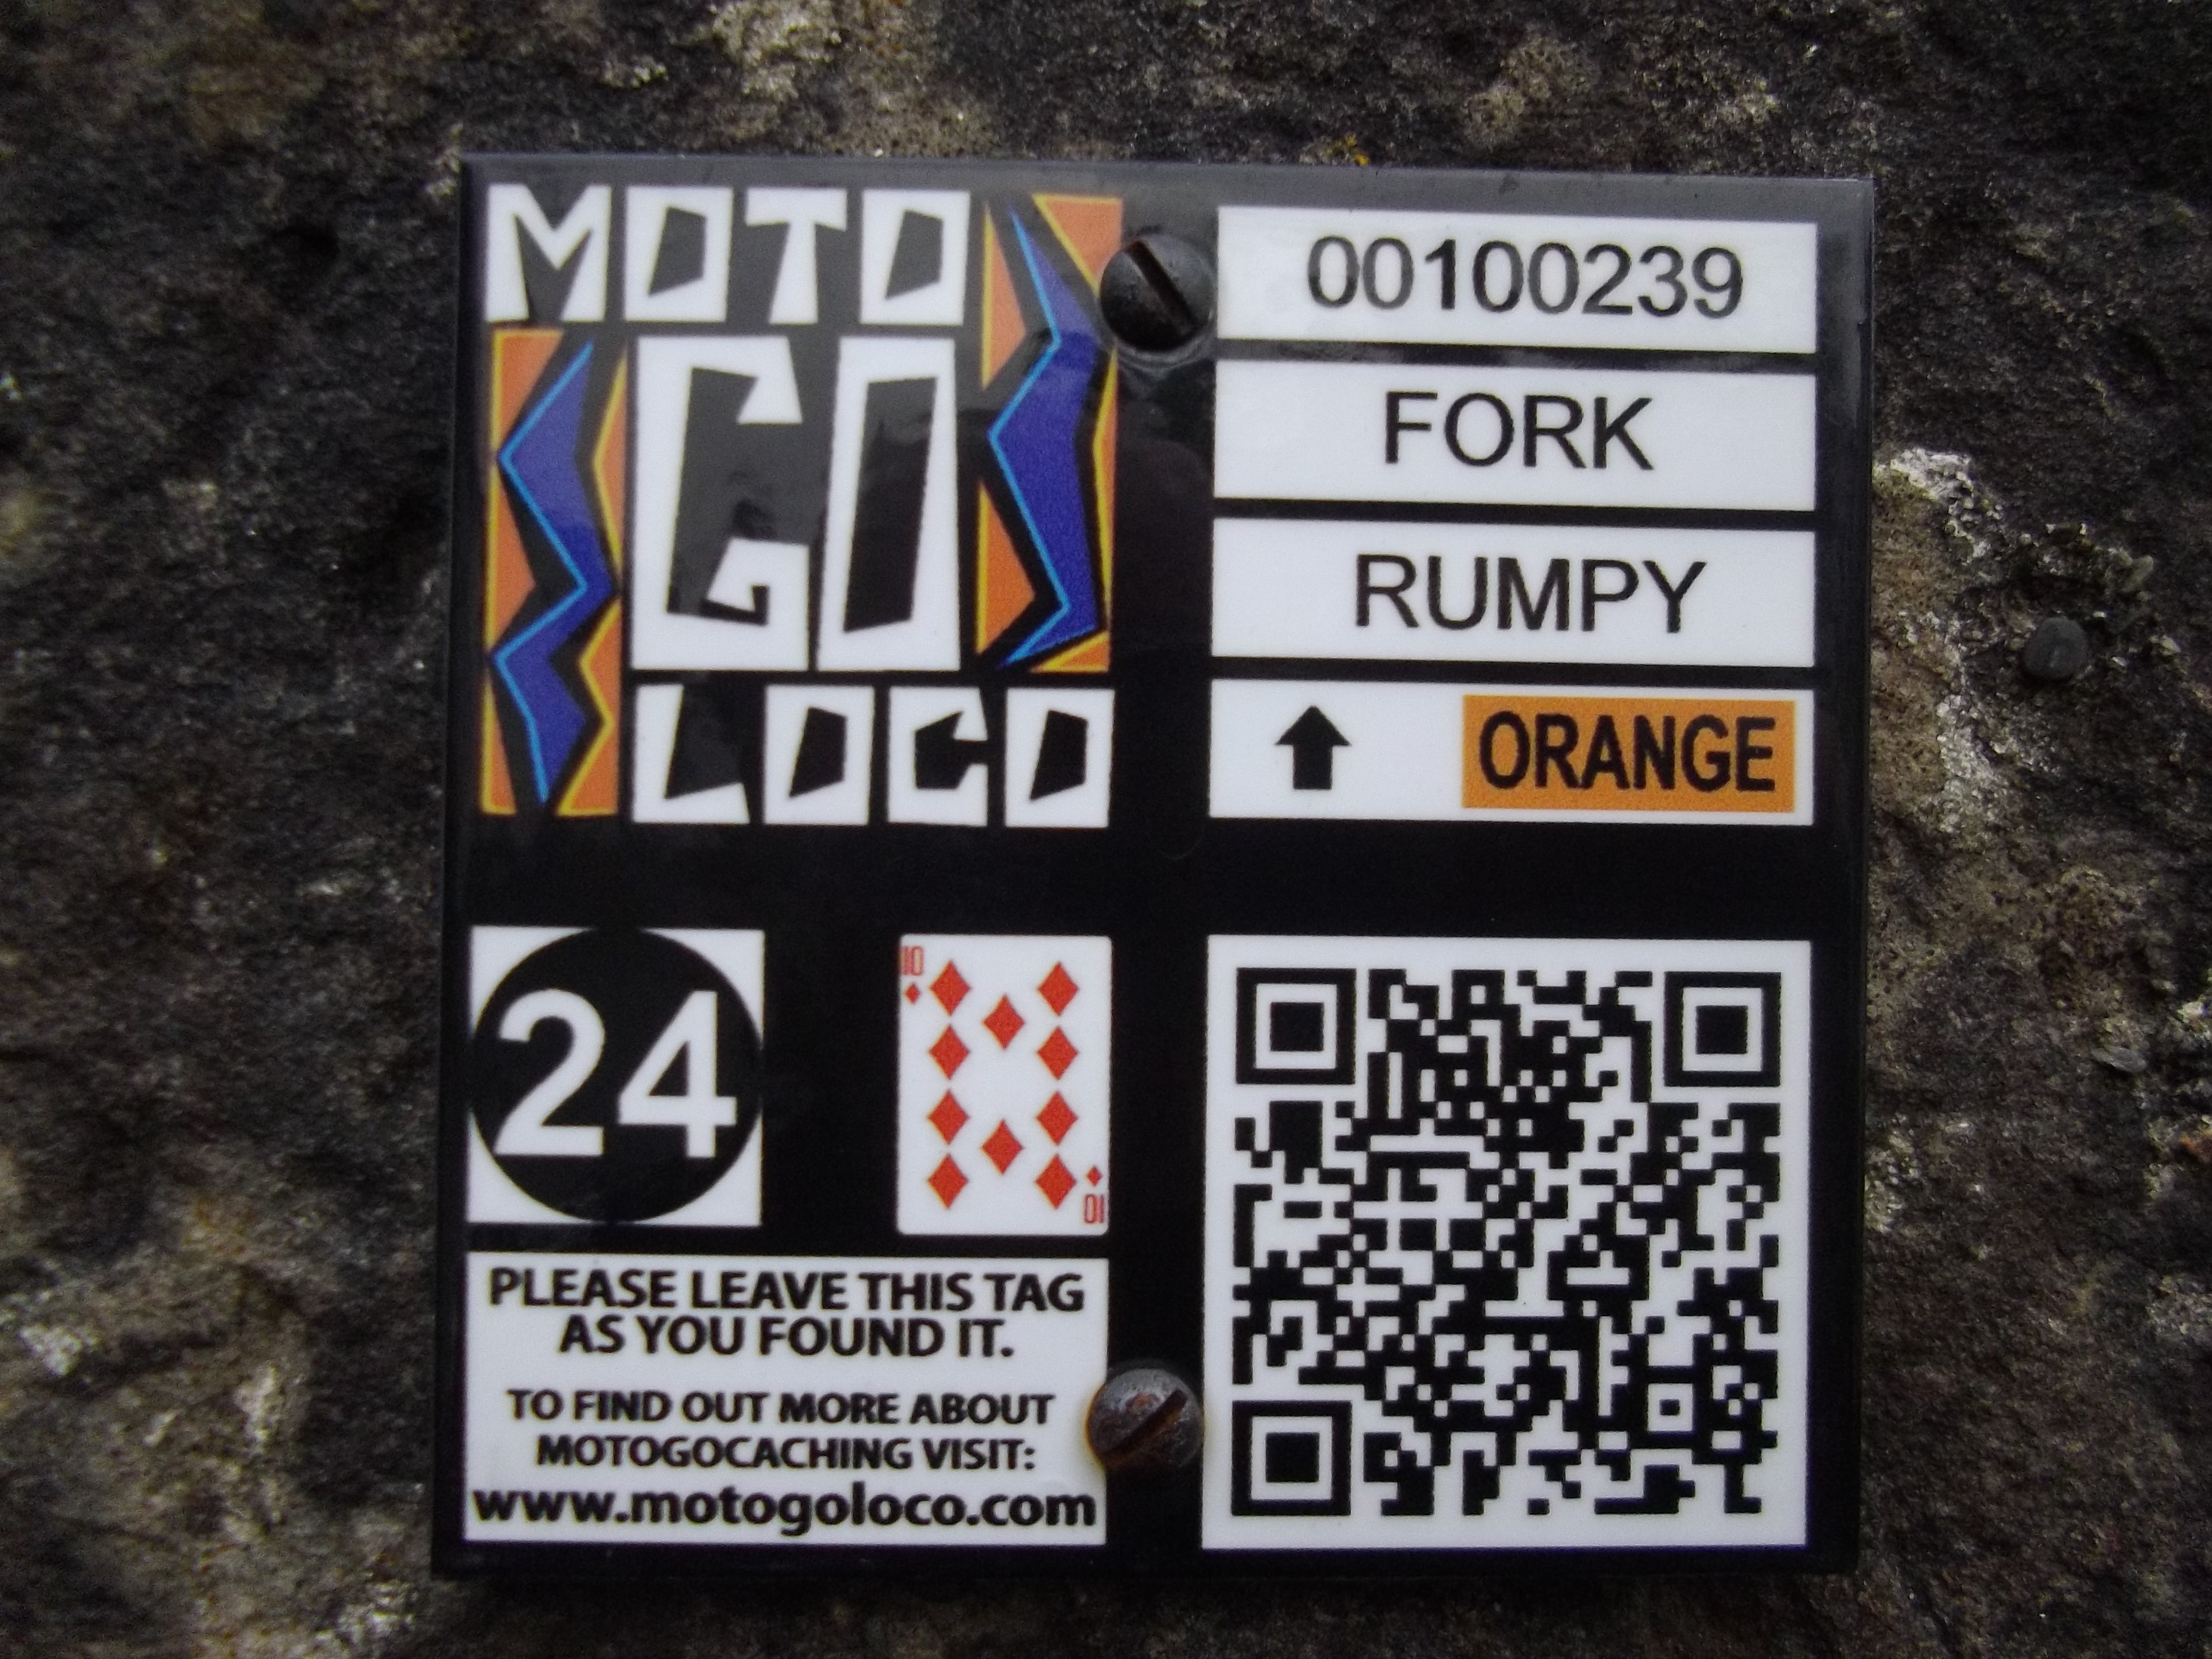 MOTO
GO
LOCO
00100239
FORK
RUMPY
ORANGE
24
10
10
PLEASE LEAVE THIS TAG
AS YOU FOUND IT.
TO FIND OUT MORE ABOUT
MOTOGOCACHING VISIT:
www.motogoloco.com